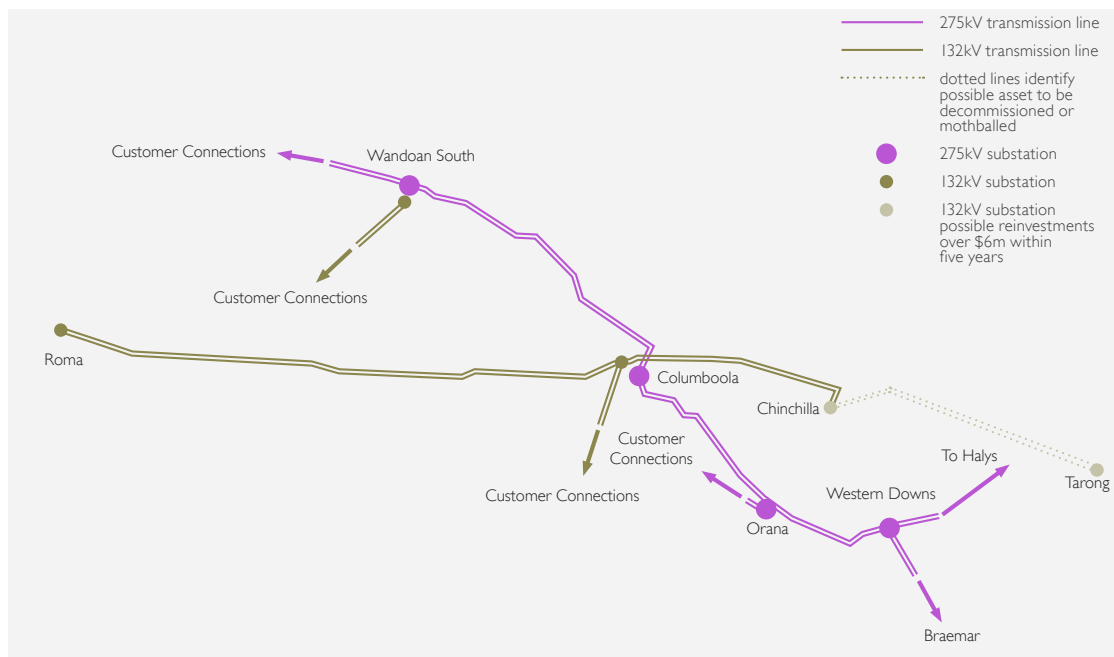 275kV transmission line
132kV transmission line
dotted lines identify
possible asset to be
decommissioned or
mothballed
275kV substation
132kV substation
132kV substation
possible reinvestments
over $6m within
five years
Customer Connections
Wandoan South
Customer Connections
Roma
Columboola
Chinchilla
Customer
Connections
To Halys
Tarong
Western Downs
Customer Connections
Orana
Braemar